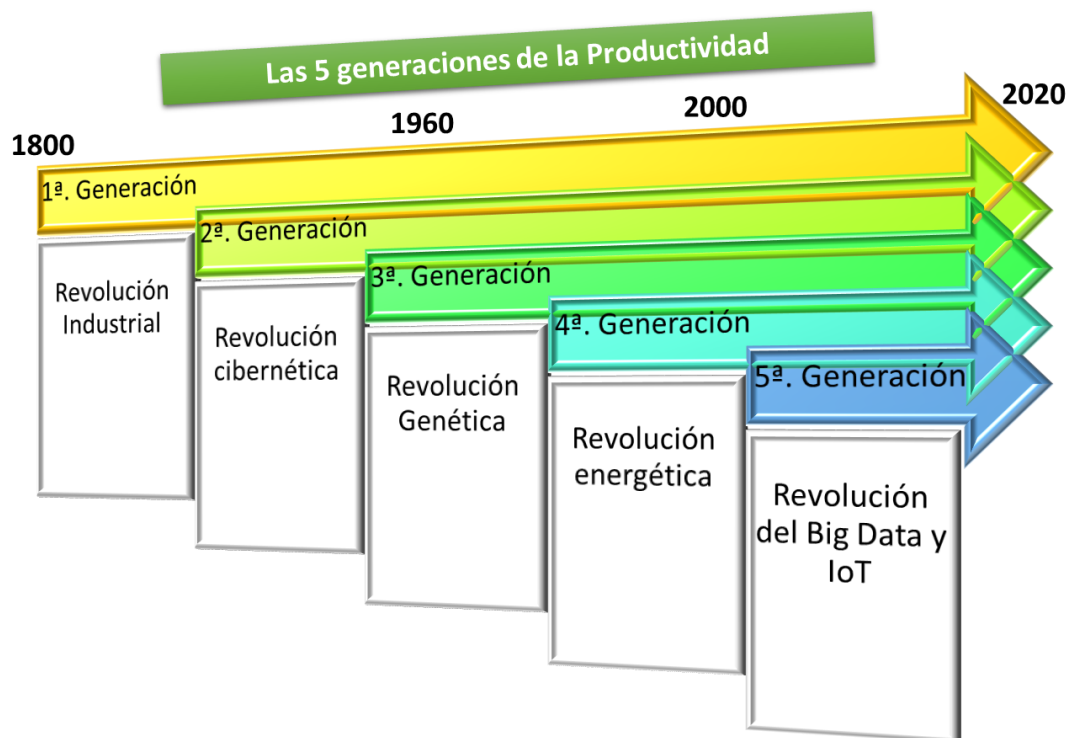 Las 5 generaciones de la Productividad
1800
1960
2000
2020
1ª. Generación
Revolución
Industrial
2ª. Generación
Revolución
cibernética
3ª. Generación
Revolución
Genética
4ª. Generación
Revolución
energética
5ª. Generación
Revolución
del Big Data y
IoT